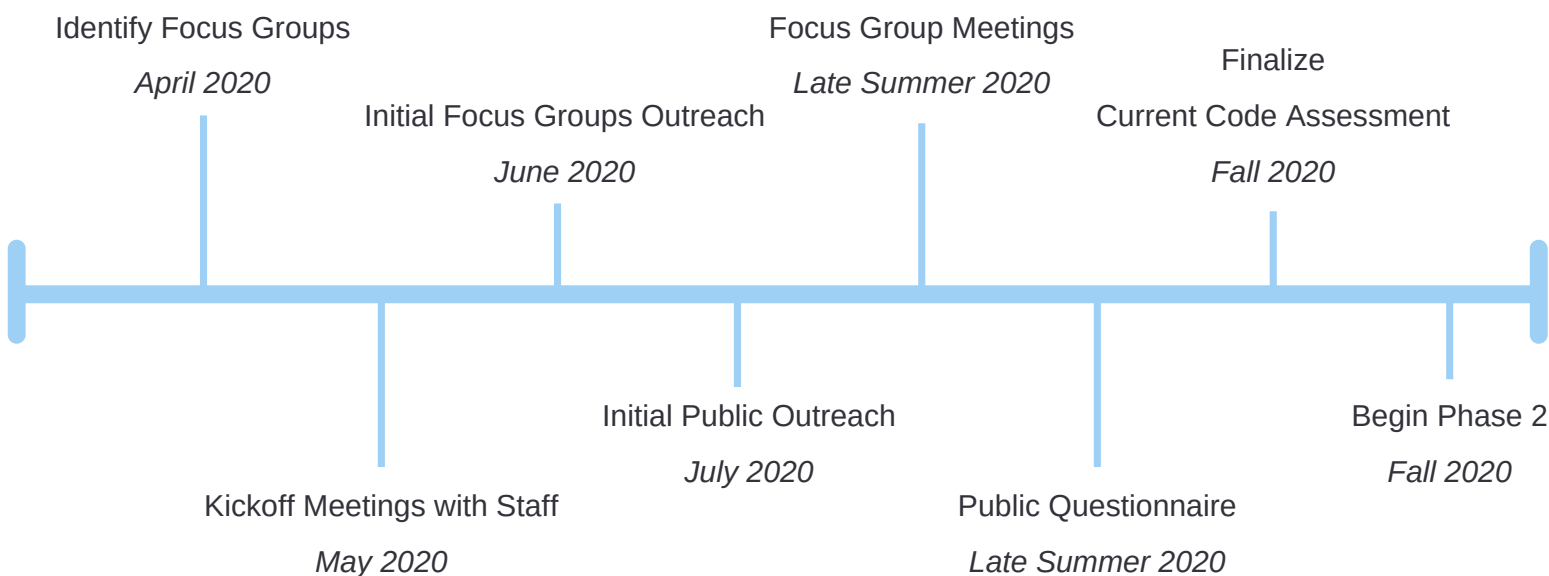 Identify Focus Groups
April 2020
Kickoff Meetings with Staff
May 2020
Initial Focus Groups Outreach
June 2020
Initial Public Outreach
July 2020
Focus Group Meetings
Late Summer 2020
Public Questionnaire
Late Summer 2020
Finalize
Current Code Assessment
Fall 2020
Begin Phase 2
Fall 2020